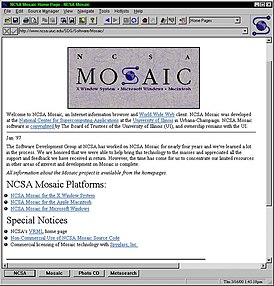 NCSA Mosaic Home Page - NCSA Mosaic
File Edit Source Manager View Navigate Tools Hotlists Help
Home Pages
http://www.ncsa.uiuc.edu/SDG/Software/Mosaic/
N C S A
MOSAIC
X Window System • Microsoft Windows • Macintosh
Welcome to NCSA Mosaic, an Internet information browser and World Wide Web client. NCSA Mosaic was developed
at the National Center for Supercomputing Applications at the University of Illinois in Urbana-Champaign. NCSA Mosaic
software is copyrighted by The Board of Trustees of the University of Illinois (UI), and ownership remains with the UI.
Jan '97
The Software Development Group at NCSA has worked on NCSA Mosaic for nearly four years and we've learned a lot
in the process. We are honored that we were able to help bring this technology to the masses and appreciated all the
support and feedback we have received in return. However, the time has come for us to concentrate our limited resources
in other areas of interest and development on Mosaic is complete.
All information about the Mosaic project is available from the homepages.
NCSA Mosaic Platforms:
NCSA Mosaic for the X Window System
NCSA Mosaic for the Apple Macintosh
NCSA Mosaic for Microsoft Windows
Special Notices
NCSA's VRML home page
Non-Commercial Use of NCSA Mosaic Source Code
Commercial licensing of Mosaic technology with Spyglass, Inc.
NCSA Mosaic Photo CD Metasearch